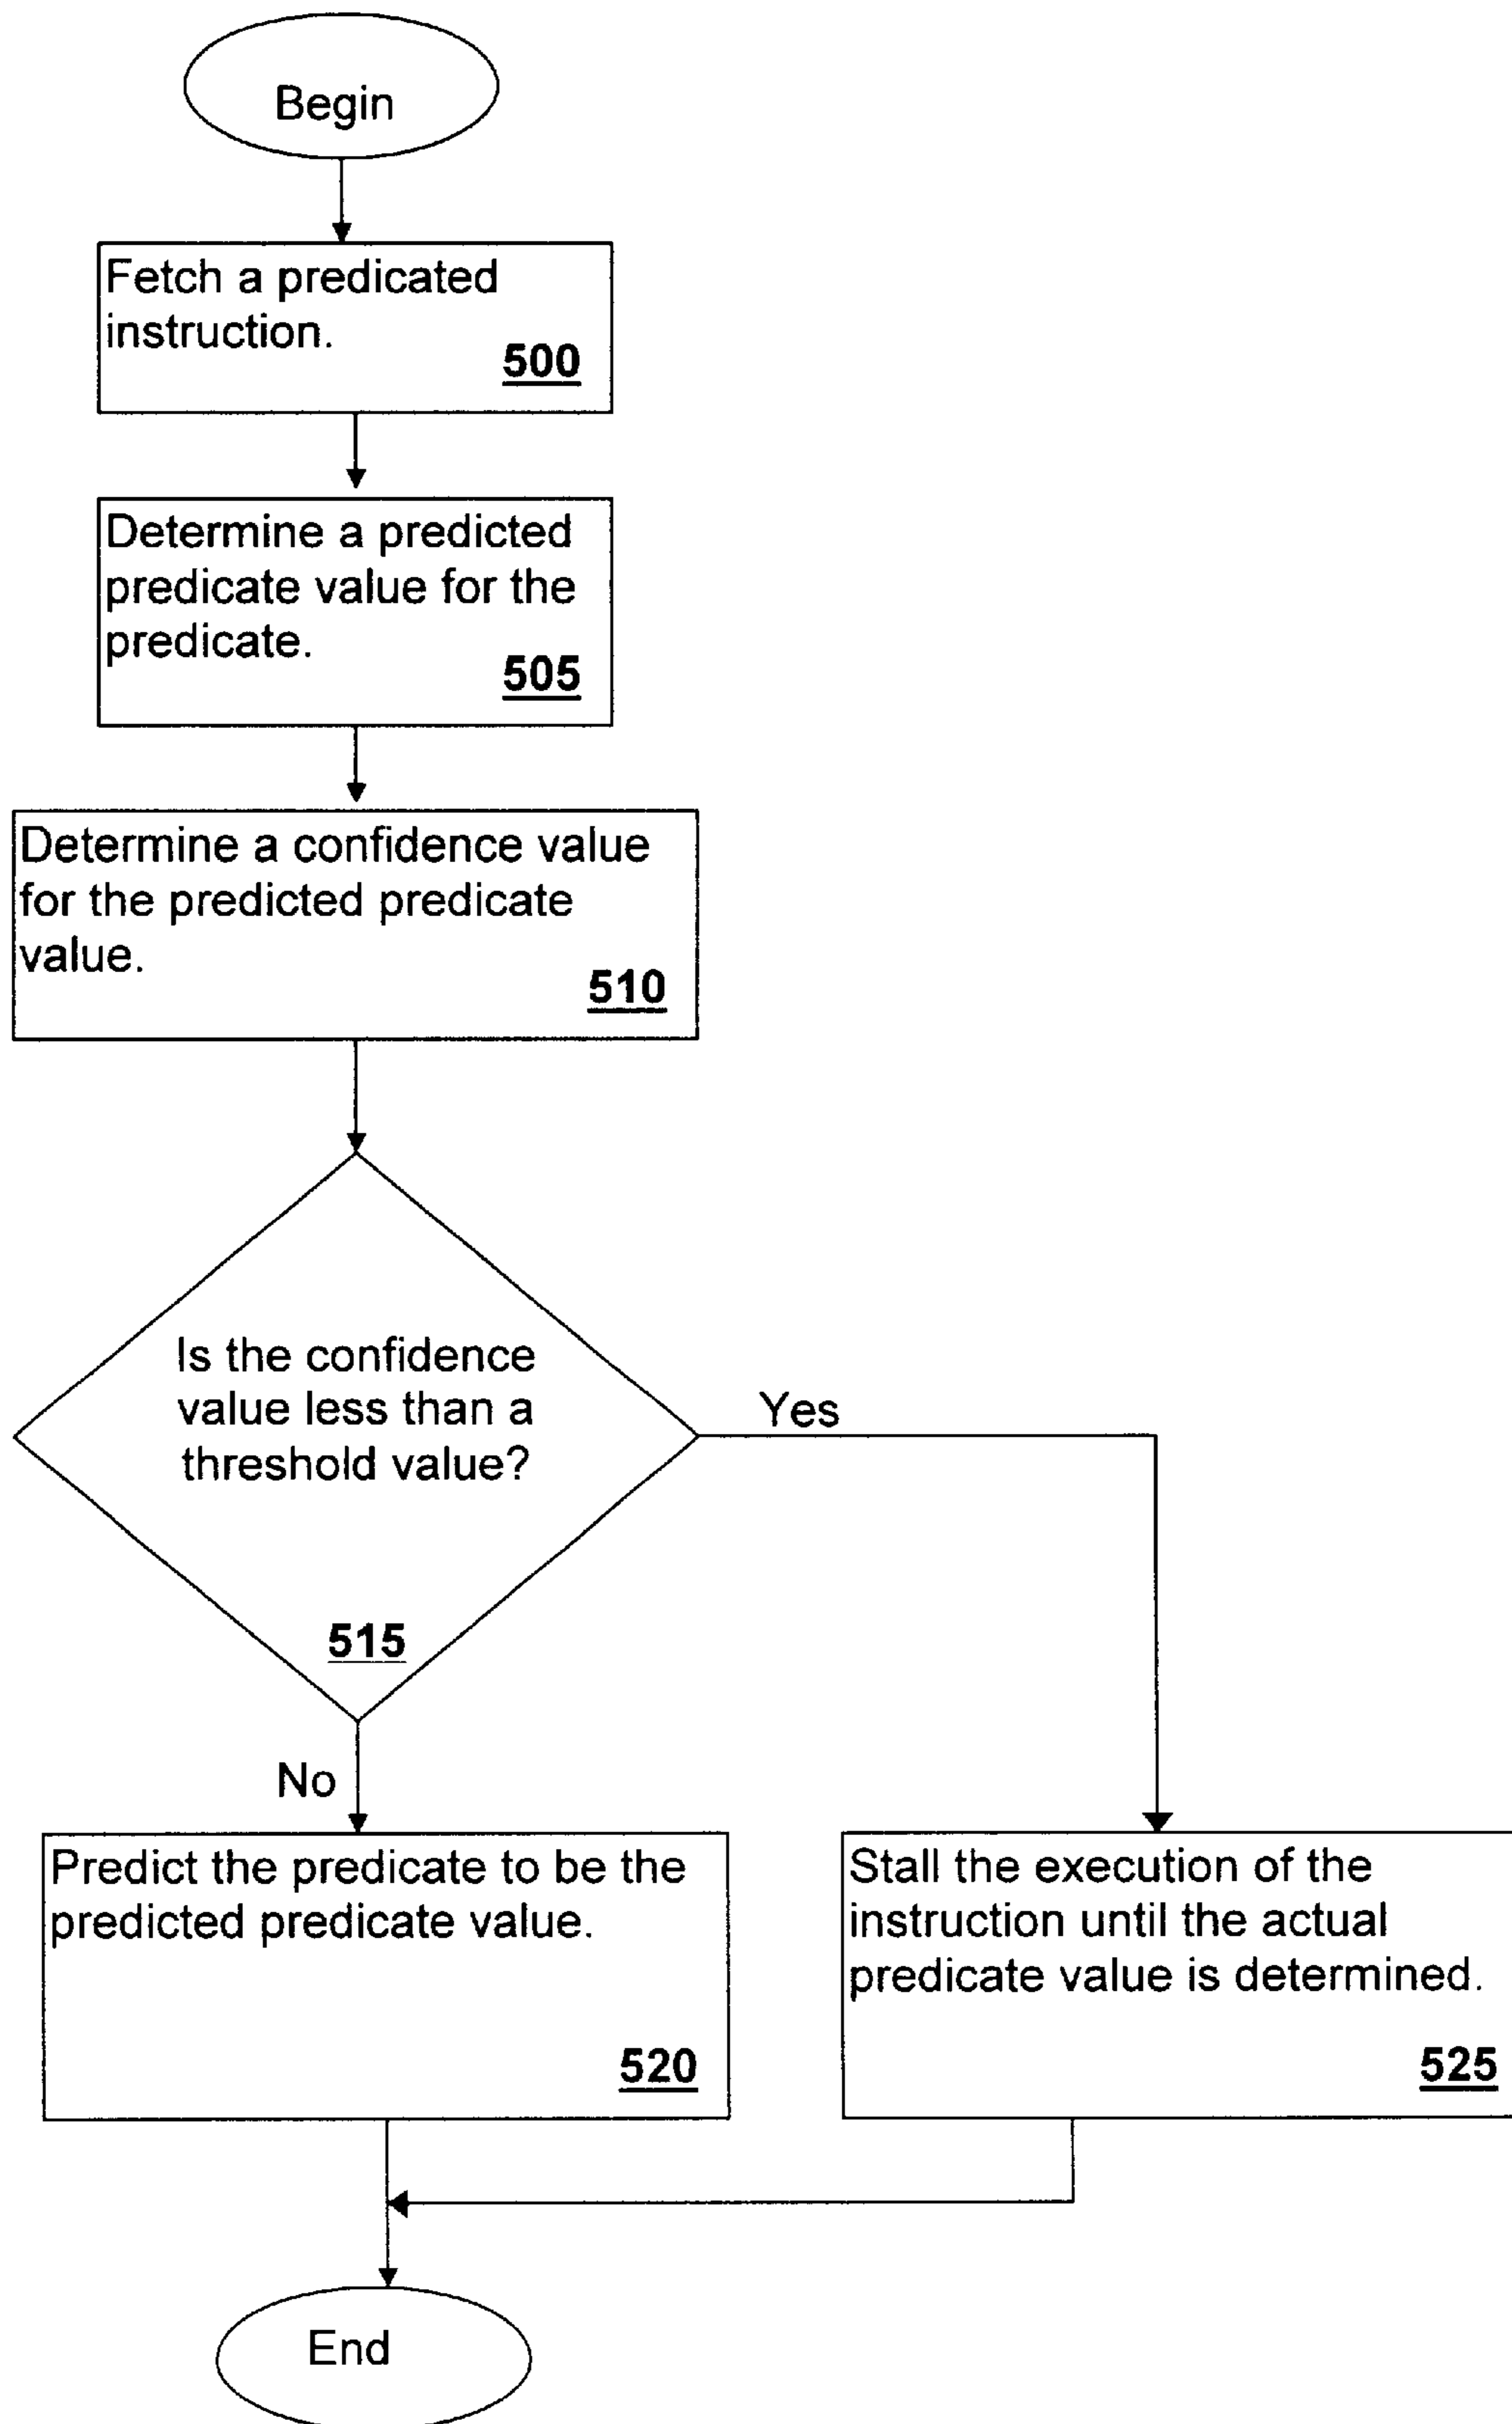 Begin
Fetch a predicated
instruction.
500
Determine a predicted
predicate value for the
predicate.
505
Determine a confidence value
for the predicted predicate
value.
510
Is the confidence
value less than a
threshold value?
515
Yes
No
Predict the predicate to be the
predicted predicate value.
520
Stall the execution of the
instruction until the actual
predicate value is determined.
525
End